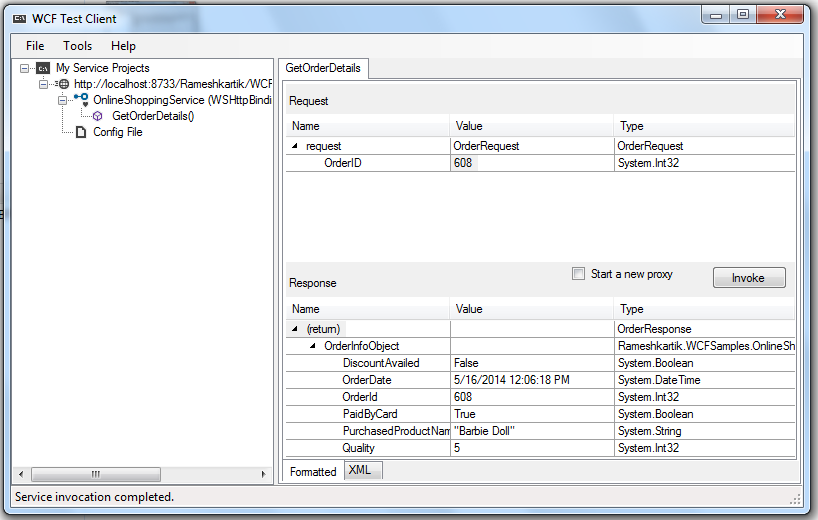 WCF Test Client
File Tools Help
My Service Projects
http://localhost:8733/Rameshkartik/WCF
OnlineShoppingService (WSHttpBindi
GetOrderDetails()
Config File
GetOrderDetails
Request
Name Value Type
request OrderRequest OrderRequest
OrderID 608 System.Int32
Start a new proxy Invoke
Response
Name Value Type
(return) OrderResponse
OrderInfoObject Rameshkartik.WCFSamples.OnlineSh
DiscountAvailed False System.Boolean
OrderDate 5/16/2014 12:06:18 PM System.DateTime
OrderId 608 System.Int32
PaidByCard True System.Boolean
PurchasedProductNam "Barbie Doll" System.String
Quality 5 System.Int32
Formatted XML
Service invocation completed.